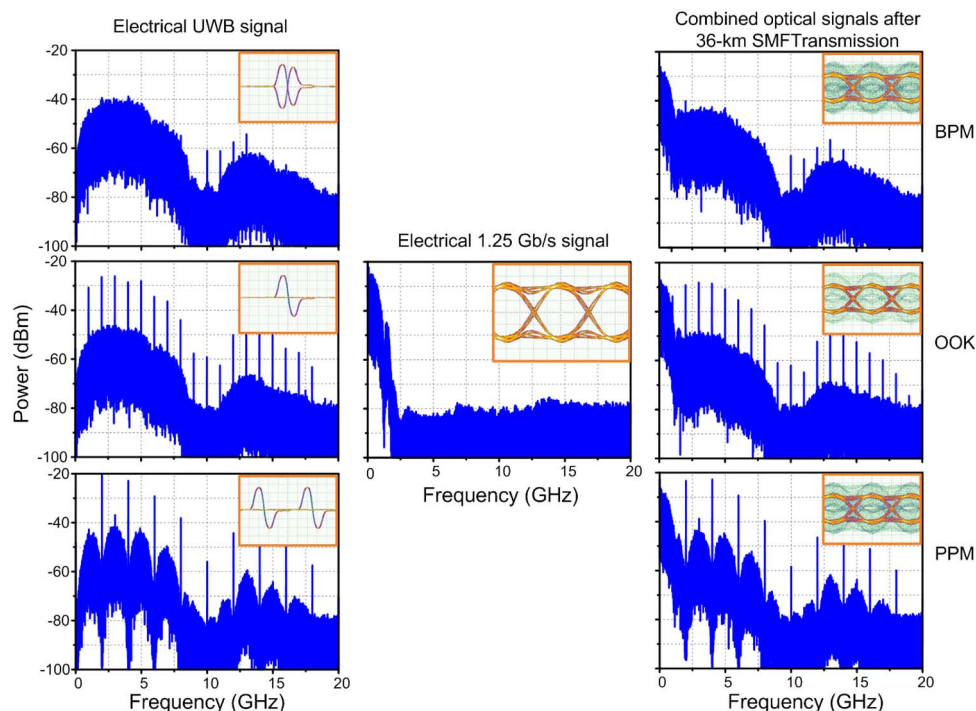 Electrical UWB signal
Combined optical signals after
36-km SMFTransmission
-20
-40
-60
-80
-100
BPM
Electrical 1.25 Gb/s signal
Power (dBm)
-40
-60
-80
-100
OOK
0 5 10 15 20
Frequency (GHz)
-20
-40
-60
-80
-100
PPM
0 5 10 15 20
Frequency (GHz)
0 5 10 15 20
Frequency (GHz)